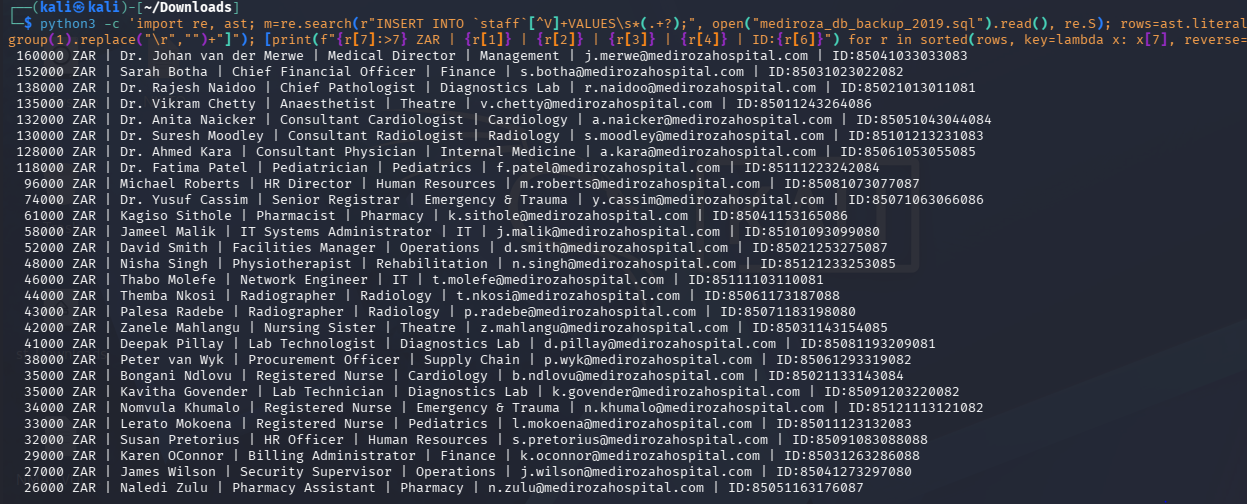 ┌──(kali㉿kali)-[~/Downloads]
└─$ python3 -c 'import re, ast; m=re.search(r"INSERT INTO `staff`[^V]+VALUES\s*(.+?);", open("mediroza_db_backup_2019.sql").read(), re.S); rows=ast.literal
group(1).replace("\r","")+"]"); [print(f"{r[7]:>7} ZAR | {r[1]} | {r[2]} | {r[3]} | {r[4]} | ID:{r[6]}") for r in sorted(rows, key=lambda x: x[7], reverse=
160000 ZAR | Dr. Johan van der Merwe | Medical Director | Management | j.merwe@medirozahospital.com | ID:85041033033083
152000 ZAR | Sarah Botha | Chief Financial Officer | Finance | s.botha@medirozahospital.com | ID:85031023022082
138000 ZAR | Dr. Rajesh Naidoo | Chief Pathologist | Diagnostics Lab | r.naidoo@medirozahospital.com | ID:85021013011081
135000 ZAR | Dr. Vikram Chetty | Anaesthetist | Theatre | v.chetty@medirozahospital.com | ID:85011243264086
132000 ZAR | Dr. Anita Naicker | Consultant Cardiologist | Cardiology | a.naicker@medirozahospital.com | ID:85051043044084
130000 ZAR | Dr. Suresh Moodley | Consultant Radiologist | Radiology | s.moodley@medirozahospital.com | ID:85101213231083
128000 ZAR | Dr. Ahmed Kara | Consultant Physician | Internal Medicine | a.kara@medirozahospital.com | ID:85061053055085
118000 ZAR | Dr. Fatima Patel | Pediatrician | Pediatrics | f.patel@medirozahospital.com | ID:85111223242084
96000 ZAR | Michael Roberts | HR Director | Human Resources | m.roberts@medirozahospital.com | ID:85081073077087
74000 ZAR | Dr. Yusuf Cassim | Senior Registrar | Emergency & Trauma | y.cassim@medirozahospital.com | ID:85071063066086
61000 ZAR | Kagiso Sithole | Pharmacist | Pharmacy | k.sithole@medirozahospital.com | ID:85041153165086
58000 ZAR | Jameel Malik | IT Systems Administrator | IT | j.malik@medirozahospital.com | ID:85101093099080
52000 ZAR | David Smith | Facilities Manager | Operations | d.smith@medirozahospital.com | ID:85021253275087
48000 ZAR | Nisha Singh | Physiotherapist | Rehabilitation | n.singh@medirozahospital.com | ID:85121233253085
46000 ZAR | Thabo Molefe | Network Engineer | IT | t.molefe@medirozahospital.com | ID:85111103110081
44000 ZAR | Themba Nkosi | Radiographer | Radiology | t.nkosi@medirozahospital.com | ID:85061173187088
43000 ZAR | Palesa Radebe | Radiographer | Radiology | p.radebe@medirozahospital.com | ID:85071183198080
42000 ZAR | Zanele Mahlangu | Nursing Sister | Theatre | z.mahlangu@medirozahospital.com | ID:85031143154085
41000 ZAR | Deepak Pillay | Lab Technologist | Diagnostics Lab | d.pillay@medirozahospital.com | ID:85081193209081
38000 ZAR | Peter van Wyk | Procurement Officer | Supply Chain | p.wyk@medirozahospital.com | ID:85061293319082
35000 ZAR | Bongani Ndlovu | Registered Nurse | Cardiology | b.ndlovu@medirozahospital.com | ID:85021133143084
35000 ZAR | Kavitha Govender | Lab Technician | Diagnostics Lab | k.govender@medirozahospital.com | ID:85091203220082
34000 ZAR | Nomvula Khumalo | Registered Nurse | Emergency & Trauma | n.khumalo@medirozahospital.com | ID:85121113121082
33000 ZAR | Lerato Mokoena | Registered Nurse | Pediatrics | l.mokoena@medirozahospital.com | ID:85011123132083
32000 ZAR | Susan Pretorius | HR Officer | Human Resources | s.pretorius@medirozahospital.com | ID:85091083088088
29000 ZAR | Karen OConnor | Billing Administrator | Finance | k.oconnor@medirozahospital.com | ID:85031263286088
27000 ZAR | James Wilson | Security Supervisor | Operations | j.wilson@medirozahospital.com | ID:85041273297080
26000 ZAR | Naledi Zulu | Pharmacy Assistant | Pharmacy | n.zulu@medirozahospital.com | ID:85051163176087